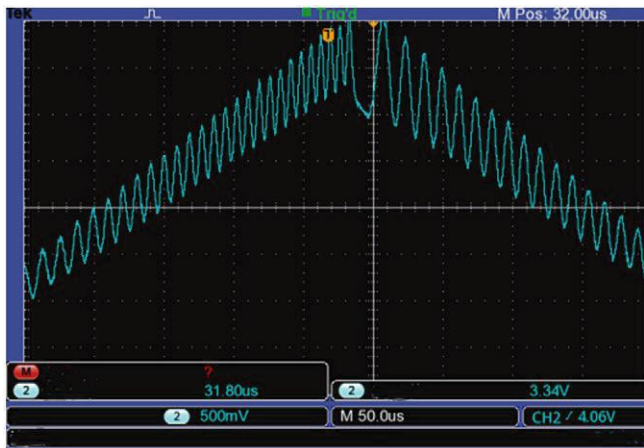 Tek Trig'd M Pos: 32.00us
T
M ?
2 31.80us 2 3.34V
2 500mV M 50.0us CH2 / 4.06V